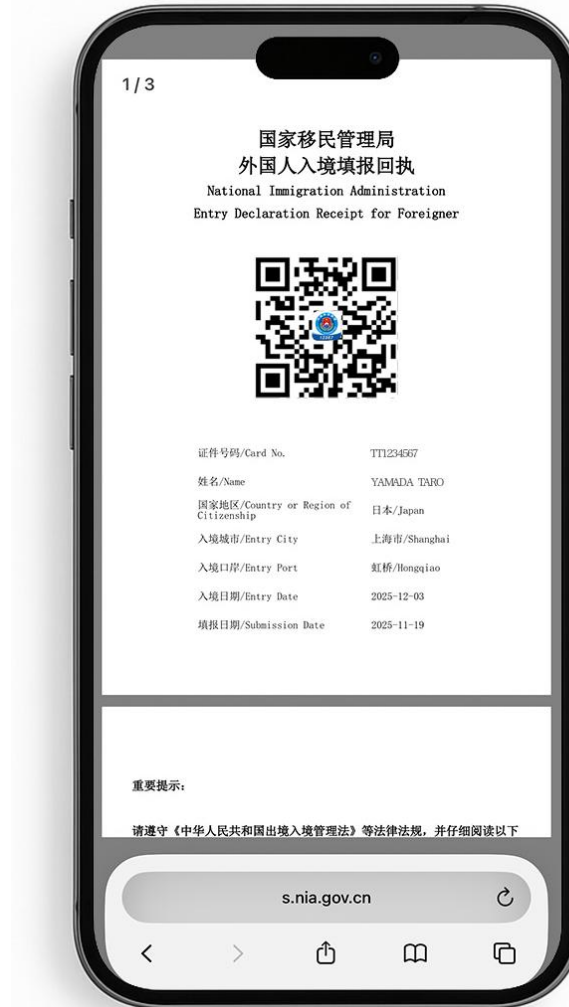 1/3
国家移民管理局
外国人入境填报回执
National Immigration Administration
Entry Declaration Receipt for Foreigner
证件号码/Card No. TT1234567
姓名/Name YAMADA TARO
国家地区/Country or Region of
Citizenship 日本/Japan
入境城市/Entry City 上海市/Shanghai
入境口岸/Entry Port 虹桥/Hongqiao
入境日期/Entry Date 2025-12-03
填报日期/Submission Date 2025-11-19
重要提示：
请遵守《中华人民共和国出境入境管理法》等法律法规，并仔细阅读以下
s.nia.gov.cn